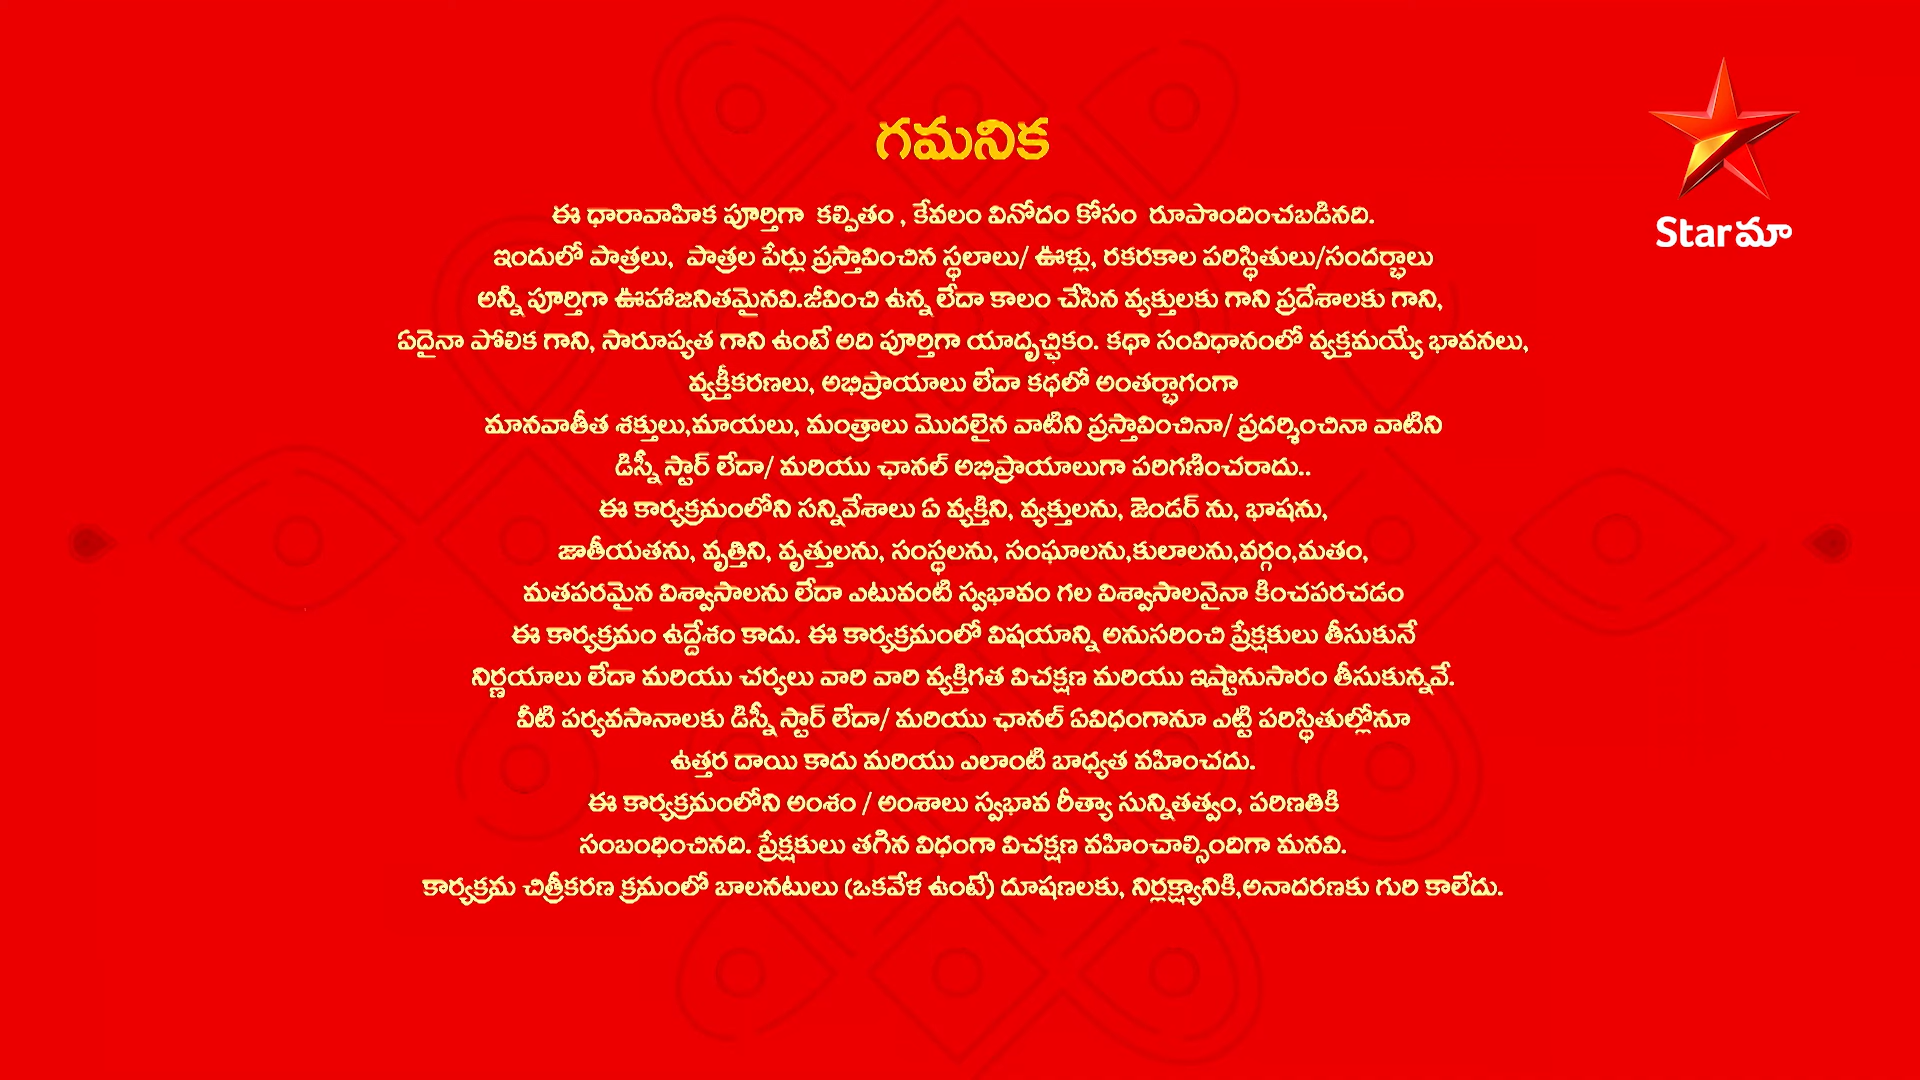 గమనిక
Starమా
ఈ ధారావాహిక పూర్తిగా కల్పితం , కేవలం వినోదం కోసం రూపొందించబడినది.
ఇందులో పాత్రలు, పాత్రల పేర్లు ప్రస్తావించిన స్థలాలు/ ఊళ్లు, రకరకాల పరిస్థితులు/సందర్భాలు
అన్నీ పూర్తిగా ఊహాజనితమైనవి.జీవించి ఉన్న లేదా కాలం చేసిన వ్యక్తులకు గాని ప్రదేశాలకు గాని,
ఏదైనా పోలిక గాని, సారూప్యత గాని ఉంటే అది పూర్తిగా యాదృచ్ఛికం. కథా సంవిధానంలో వ్యక్తమయ్యే భావనలు,
వ్యక్తీకరణలు, అభిప్రాయాలు లేదా కథలో అంతర్భాగంగా
మానవాతీత శక్తులు,మాయలు, మంత్రాలు మొదలైన వాటిని ప్రస్తావించినా/ ప్రదర్శించినా వాటిని
డిస్నీ స్టార్ లేదా/ మరియు ఛానల్ అభిప్రాయాలుగా పరిగణించరాదు..
ఈ కార్యక్రమంలోని సన్నివేశాలు ఏ వ్యక్తిని, వ్యక్తులను, జెండర్ ను, భాషను,
జాతీయతను, వృత్తిని, వృత్తులను, సంస్థలను, సంఘాలను,కులాలను,వర్గం,మతం,
మతపరమైన విశ్వాసాలను లేదా ఎటువంటి స్వభావం గల విశ్వాసాలనైనా కించపరచడం
ఈ కార్యక్రమం ఉద్దేశం కాదు. ఈ కార్యక్రమంలో విషయాన్ని అనుసరించి ప్రేక్షకులు తీసుకునే
నిర్ణయాలు లేదా మరియు చర్యలు వారి వారి వ్యక్తిగత విచక్షణ మరియు ఇష్టానుసారం తీసుకున్నవే.
వీటి పర్యవసానాలకు డిస్నీ స్టార్ లేదా/ మరియు ఛానల్ ఏవిధంగానూ ఎట్టి పరిస్థితుల్లోనూ
ఉత్తర దాయి కాదు మరియు ఎలాంటి బాధ్యత వహించదు.
ఈ కార్యక్రమంలోని అంశం / అంశాలు స్వభావ రీత్యా సున్నితత్వం, పరిణతికి
సంబంధించినది. ప్రేక్షకులు తగిన విధంగా విచక్షణ వహించాల్సిందిగా మనవి.
కార్యక్రమ చిత్రీకరణ క్రమంలో బాలనటులు (ఒకవేళ ఉంటే) దూషణలకు, నిర్లక్ష్యానికి,అనాదరణకు గురి కాలేదు.